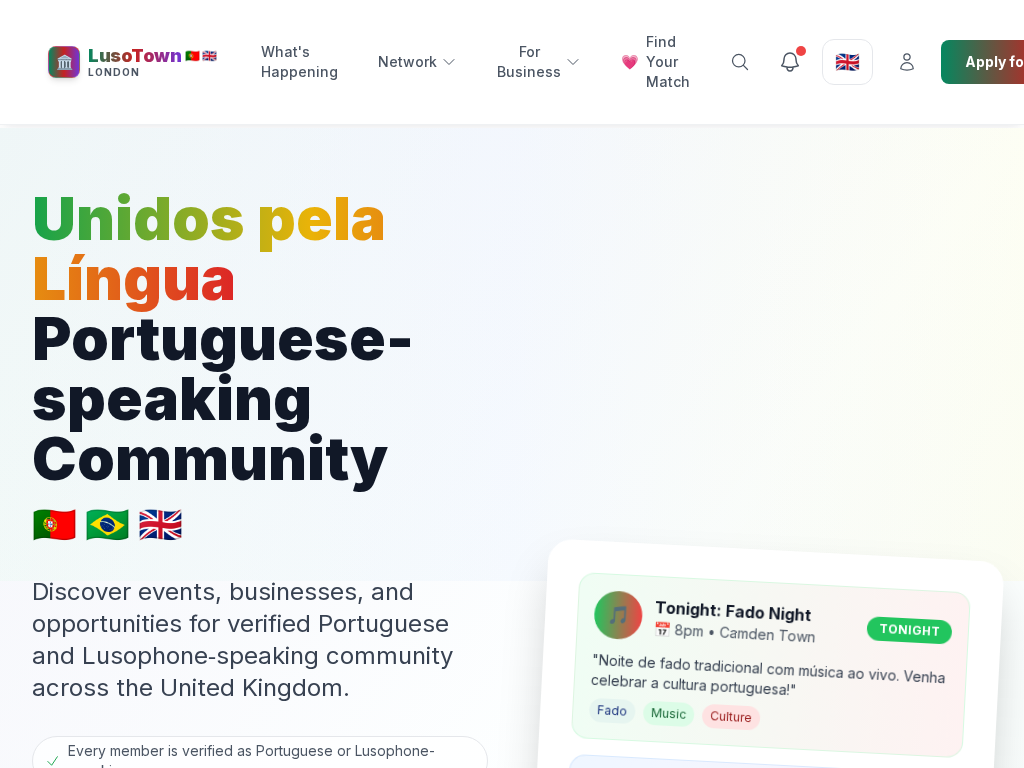 LusoTown
LONDON
What's
Happening
Network
For
Business
Find
Your
Match
Apply fo
Unidos pela
Língua
Portuguese-
speaking
Community
Discover events, businesses, and
opportunities for verified Portuguese
and Lusophone-speaking community
across the United Kingdom.
Every member is verified as Portuguese or Lusophone-
Tonight: Fado Night
8pm • Camden Town
TONIGHT
"Noite de fado tradicional com música ao vivo. Venha
celebrar a cultura portuguesa!"
Fado
Music
Culture